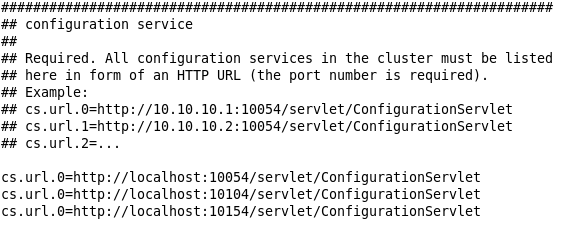 #####################################################################
## configuration service
##
## Required. All configuration services in the cluster must be listed
## here in form of an HTTP URL (the port number is required).
## Example:
## cs.url.0=http://10.10.10.1:10054/servlet/ConfigurationServlet
## cs.url.1=http://10.10.10.2:10054/servlet/ConfigurationServlet
## cs.url.2=...

cs.url.0=http://localhost:10054/servlet/ConfigurationServlet
cs.url.0=http://localhost:10104/servlet/ConfigurationServlet
cs.url.0=http://localhost:10154/servlet/ConfigurationServlet